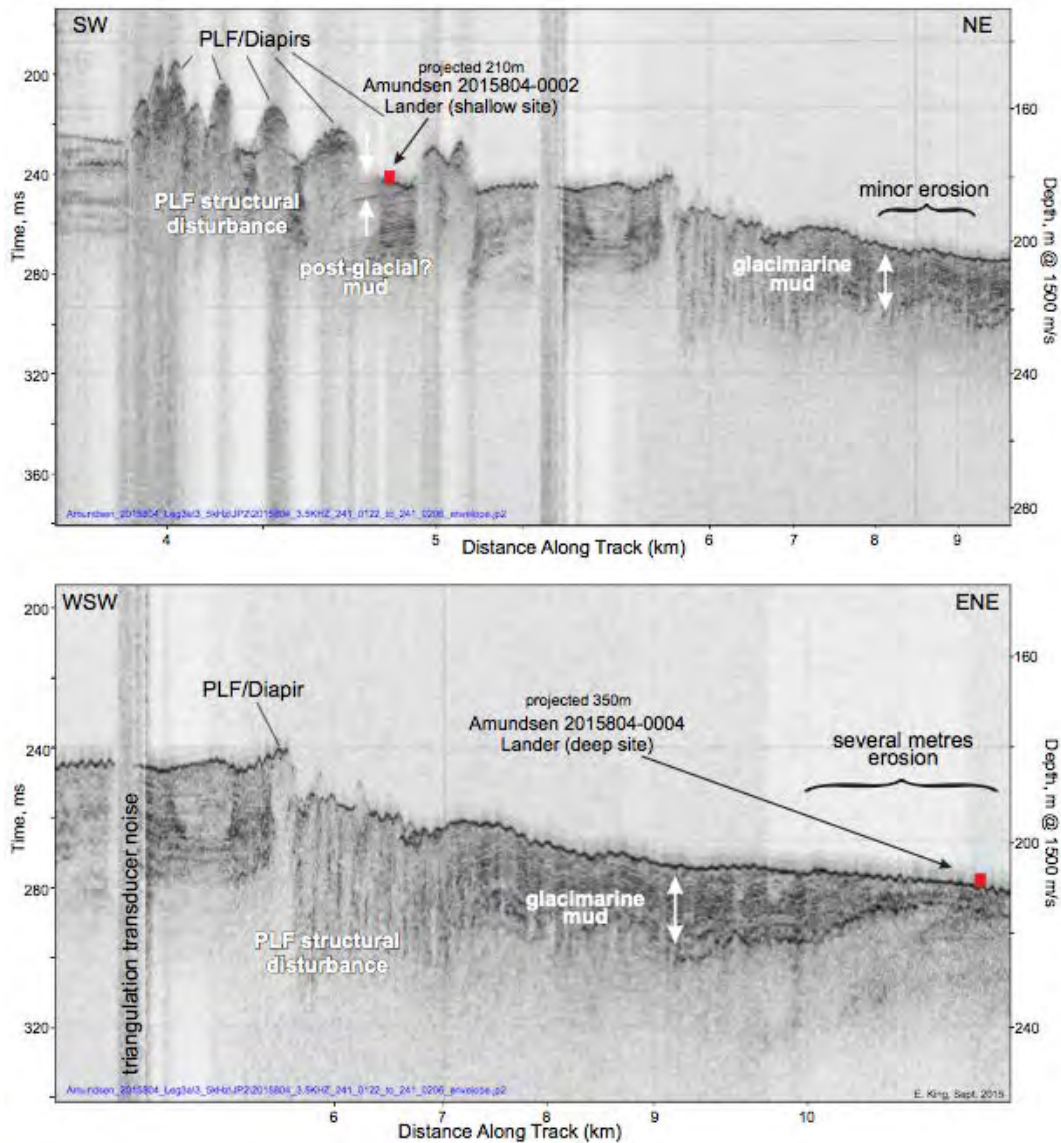 SW
NE
PLF/Diapirs
projected 210m
Amundsen 2015804-0002
Lander (shallow site)
200
160
220
240
minor erosion
PLF structural
disturbance
Time, ms
260
200
post-glacial?
mud
glacimarine
mud
280
Depth, m @ 1500 m/s
320
240
360
280
4
5
6
7
8
9
Distance Along Track (km)
WSW
ENE
200
160
PLF/Diapir
projected 350m
Amundsen 2015804-0004
Lander (deep site)
several metres
erosion
240
Time, ms
260
200
Depth, m @ 1500 m/s
280
glacimarine
mud
PLF structural
disturbance
triangulation transducer noise
320
240
E. King, Sept. 2015
6
7
8
9
10
Distance Along Track (km)